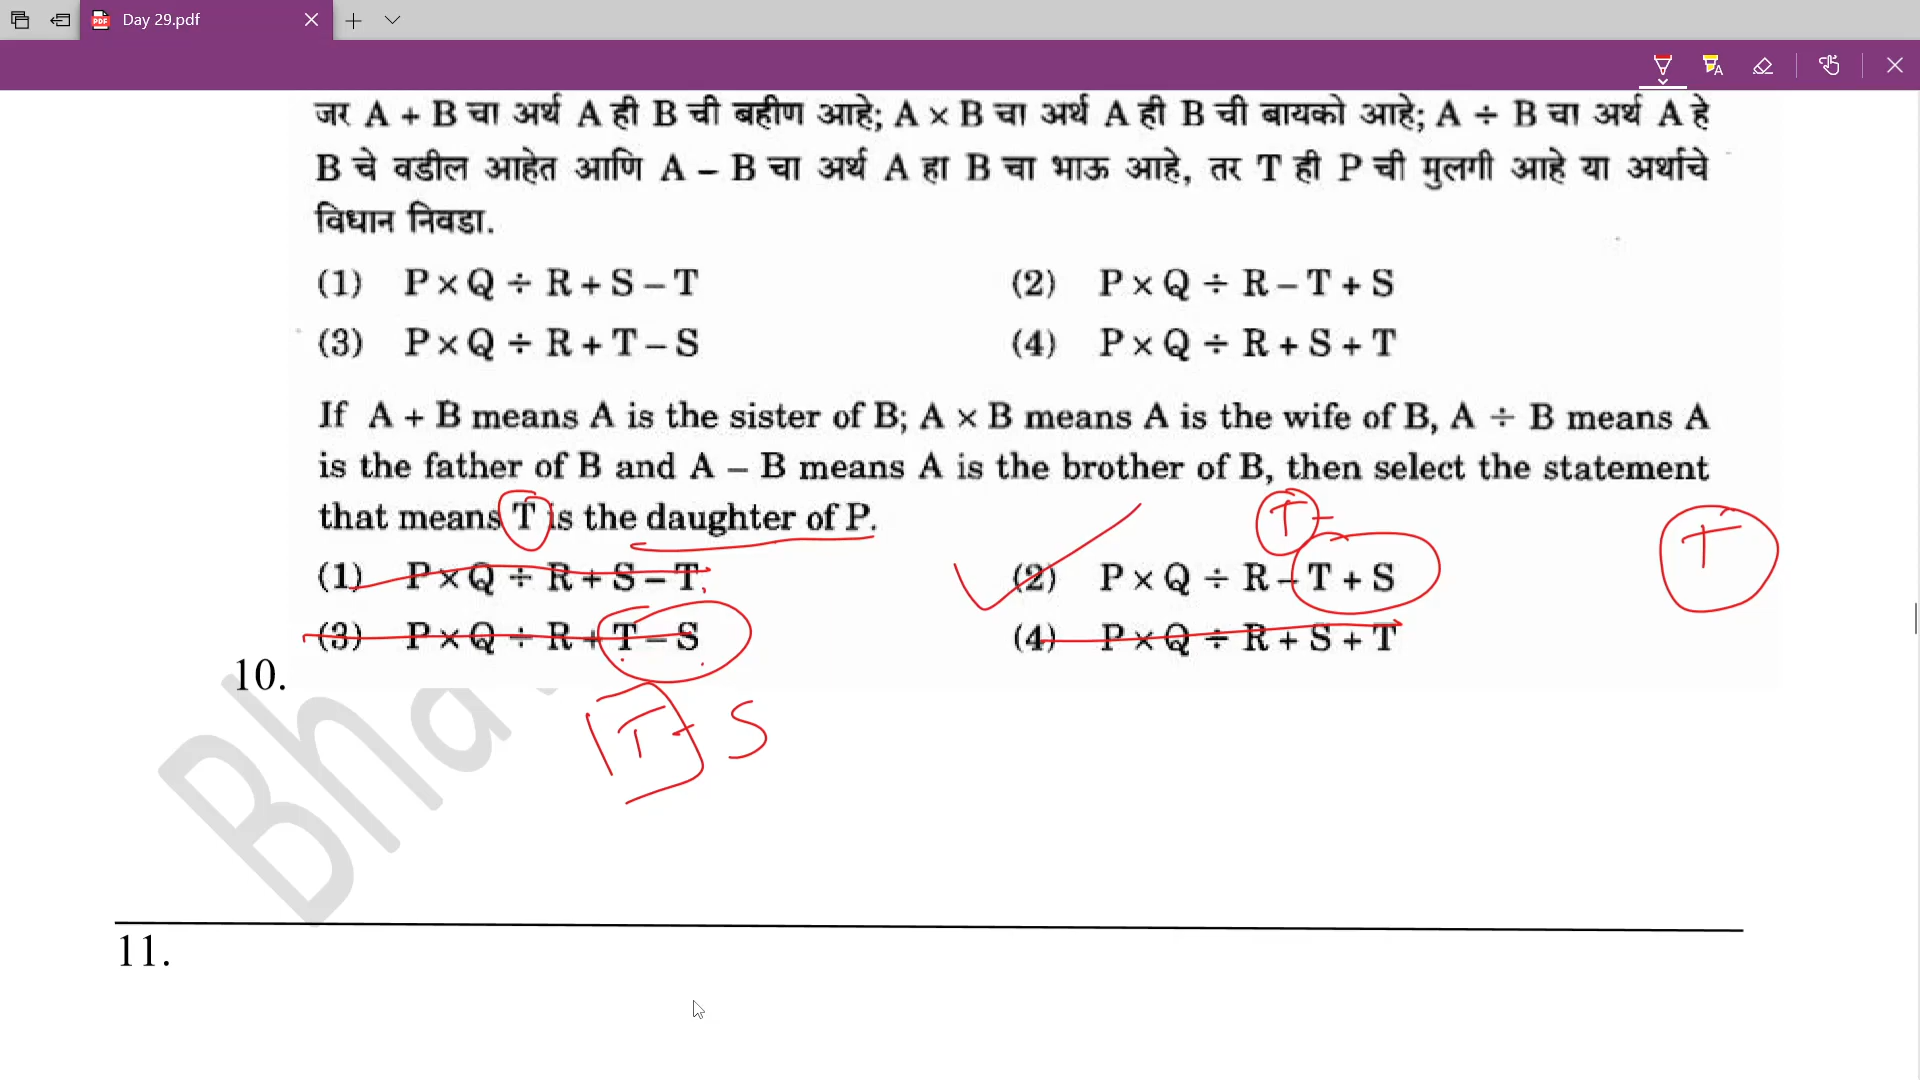 Day 29.pdf
जर A + B चा अर्थ A ही B ची बहीण आहे; A × B चा अर्थ A ही B ची बायको आहे; A ÷ B चा अर्थ A हे
B चे वडील आहेत आणि A – B चा अर्थ A हा B चा भाऊ आहे, तर T ही P ची मुलगी आहे या अर्थाचे
विधान निवडा.
(1) P × Q ÷ R + S – T (2) P × Q ÷ R – T + S
(3) P × Q ÷ R + T – S (4) P × Q ÷ R + S + T
If A + B means A is the sister of B; A × B means A is the wife of B, A ÷ B means A
is the father of B and A – B means A is the brother of B, then select the statement
that means T is the daughter of P.
T
T
(1) P × Q ÷ R + S – T (2) P × Q ÷ R – T + S
(3) P × Q ÷ R + T – S (4) P × Q ÷ R + S + T
10.
Bha
T - S
11.